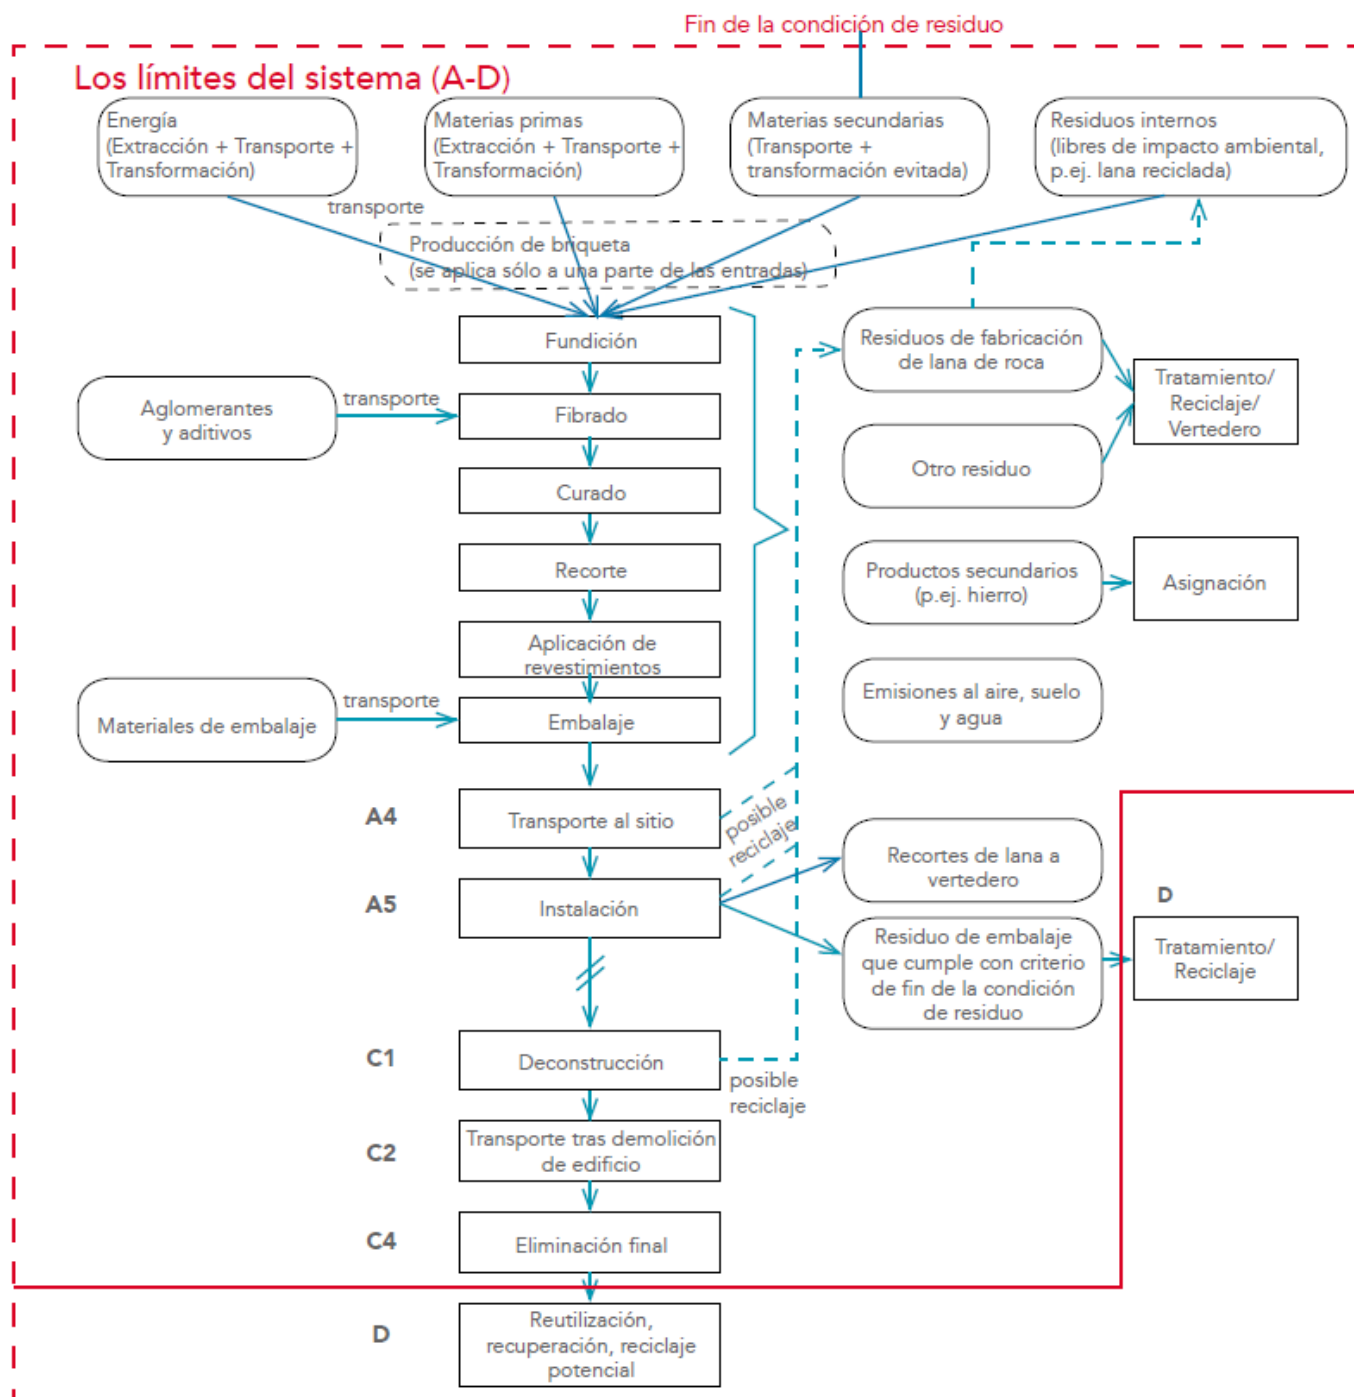 Fin de la condición de residuo
Los límites del sistema (A-D)
Energía
(Extracción + Transporte +
Transformación)
Materias primas
(Extracción + Transporte +
Transformación)
Materias secundarias
(Transporte +
transformación evitada)
Residuos internos
(libres de impacto ambiental,
p.ej. lana reciclada)
transporte
Producción de briqueta
(se aplica sólo a una parte de las entradas)
Fundición
Residuos de fabricación
de lana de roca
Tratamiento/
Reciclaje/
Vertedero
Aglomerantes
y aditivos
transporte
Fibrado
Otro residuo
Curado
Recorte
Productos secundarios
(p.ej. hierro)
Asignación
Aplicación de
revestimientos
Emisiones al aire, suelo
y agua
Materiales de embalaje
transporte
Embalaje
A4
Transporte al sitio
posible
reciclaje
Recortes de lana a
vertedero
A5
Instalación
D
Residuo de embalaje
que cumple con criterio
de fin de la condición
de residuo
Tratamiento/
Reciclaje
C1
Deconstrucción
posible
reciclaje
C2
Transporte tras demolición
de edificio
C4
Eliminación final
D
Reutilización,
recuperación, reciclaje
potencial